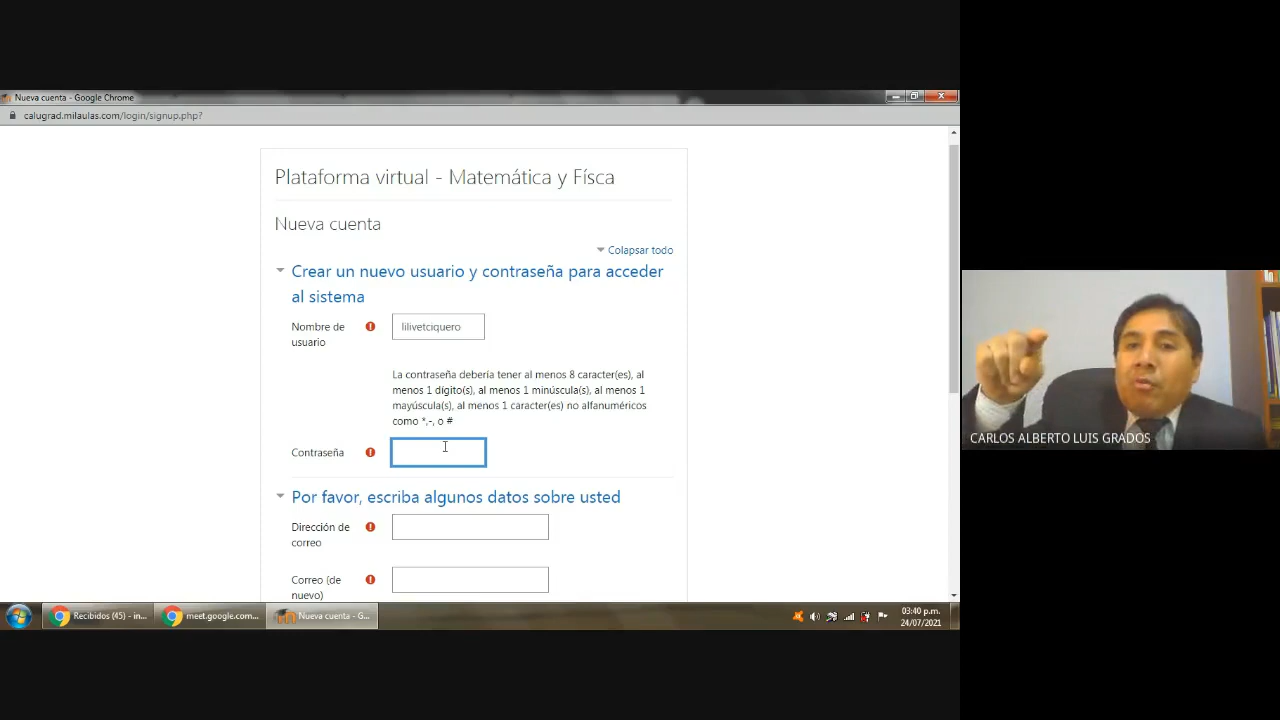 Nueva cuenta - Google Chrome
calugrad.milaulas.com/login/signup.php?
Plataforma virtual - Matemática y Físca
Nueva cuenta
Colapsar todo
Crear un nuevo usuario y contraseña para acceder
al sistema
Nombre de
usuario
lilivetciquero
La contraseña debería tener al menos 8 caracter(es), al
menos 1 dígito(s), al menos 1 minúscula(s), al menos 1
mayúscula(s), al menos 1 caracter(es) no alfanuméricos
como *,-, o #
Contraseña
Por favor, escriba algunos datos sobre usted
Dirección de
correo
Correo (de
nuevo)
CARLOS ALBERTO LUIS GRADOS
Recibidos (45) - in...
meet.google.com...
Nueva cuenta - G...
03:40 p.m.
24/07/2021